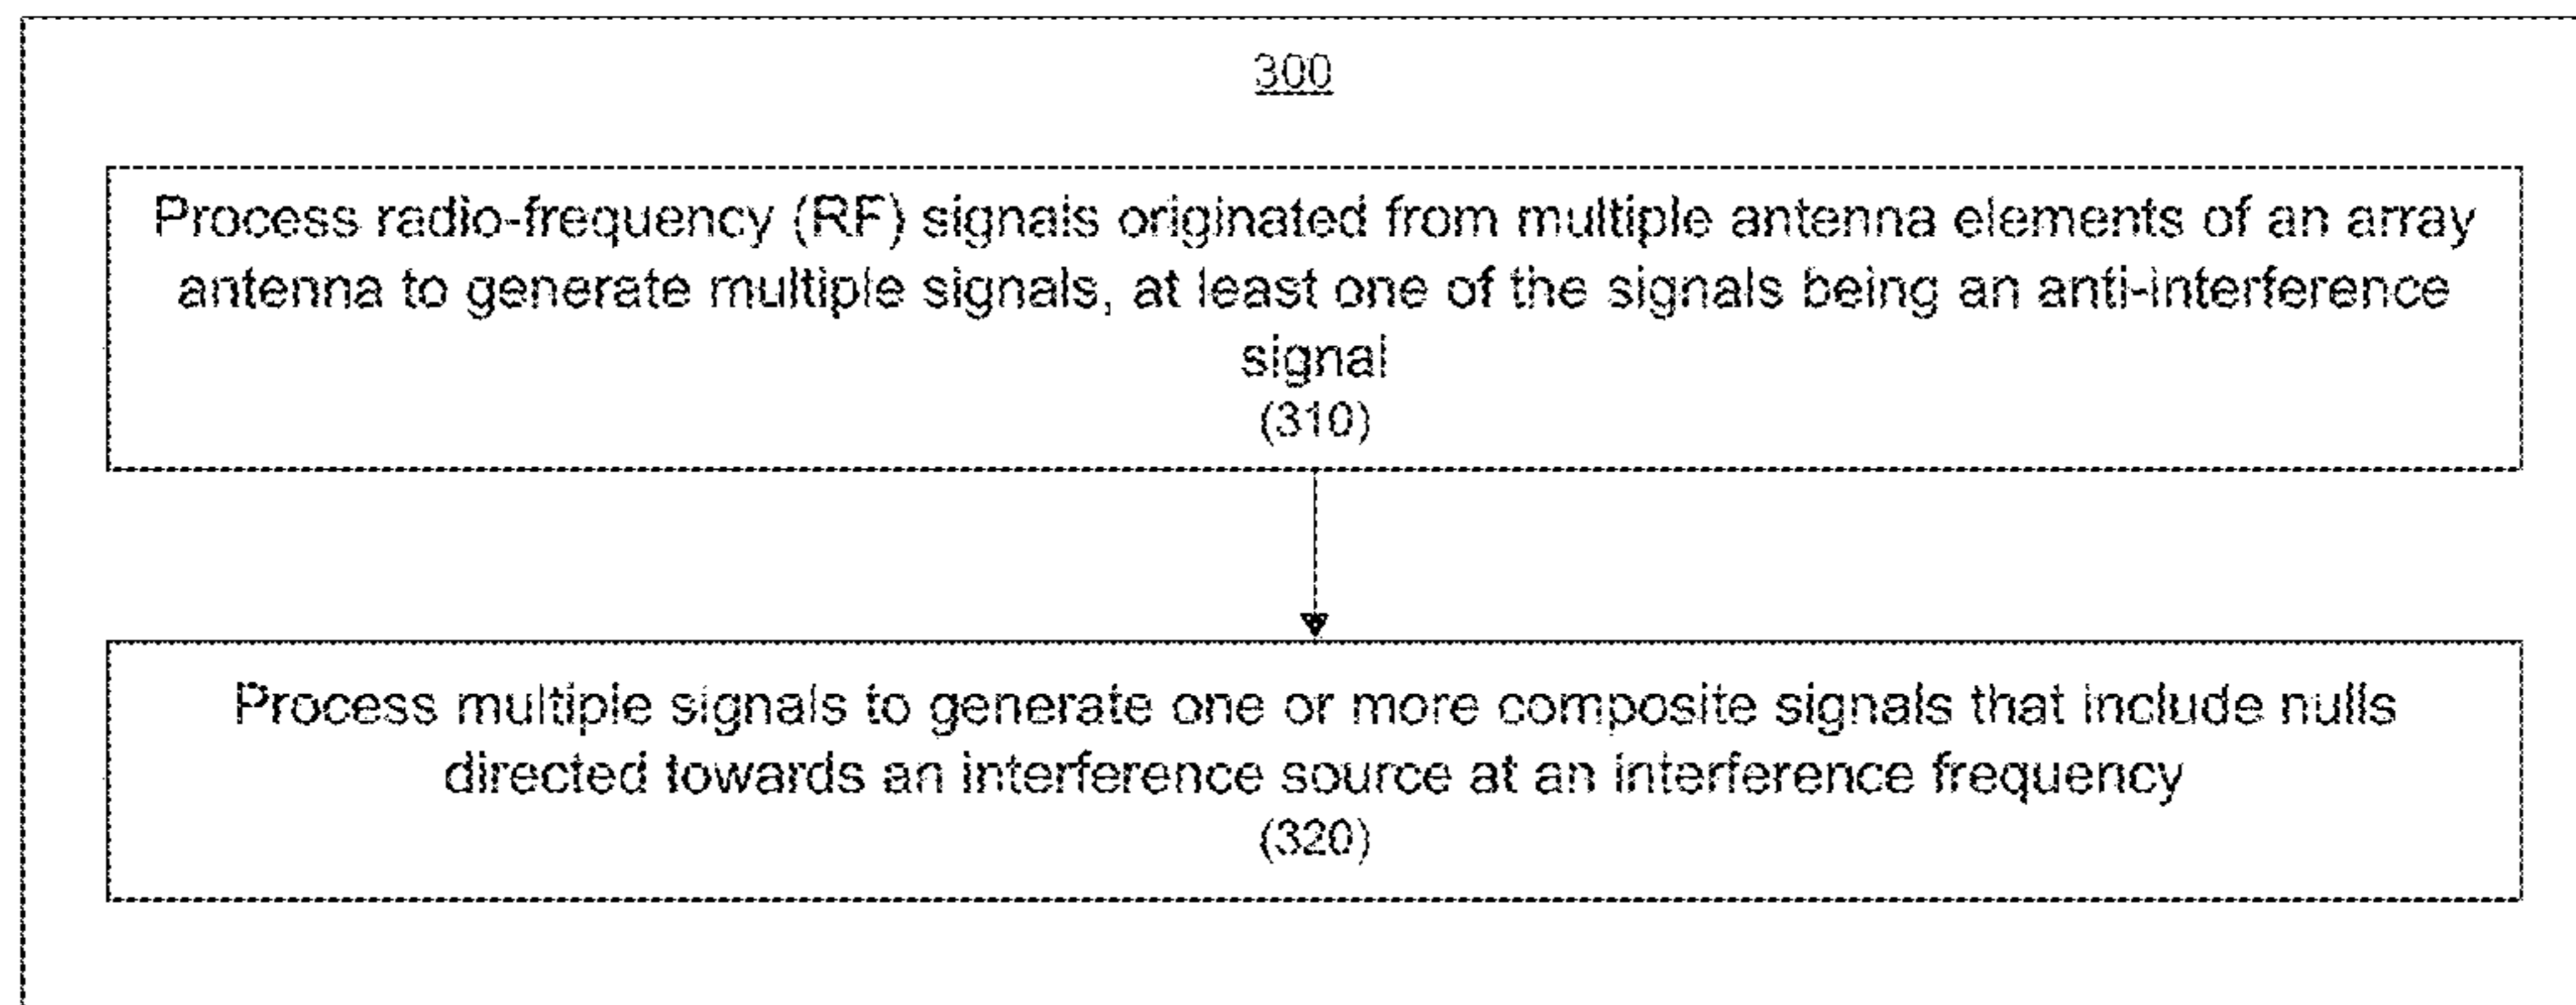 300
Process radio-frequency (RF) signals originated from multiple antenna elements of an array
antenna to generate multiple signals, at least one of the signals being an anti-interference
signal
(310)
Process multiple signals to generate one or more composite signals that include nulls
directed towards an interference source at an interference frequency
(320)